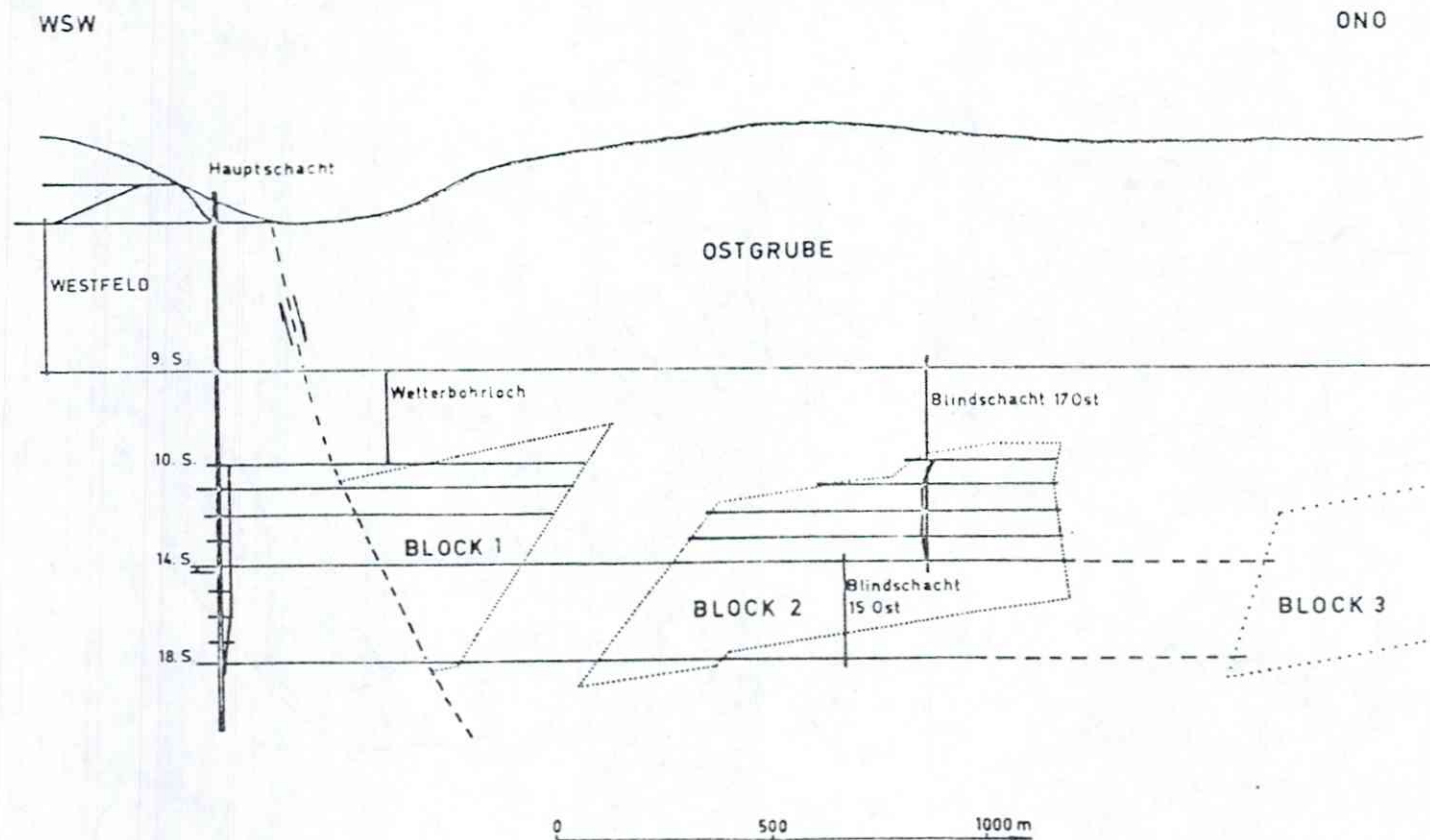 WSW
ONO
Hauptschacht
OSTGRUBE
WESTFELD
9. S.
Wetterbohrloch
Blindschacht 17Ost
10. S.
BLOCK 1
14. S.
Blindschacht
15 Ost
BLOCK 2
BLOCK 3
18. S
0 500 1000 m